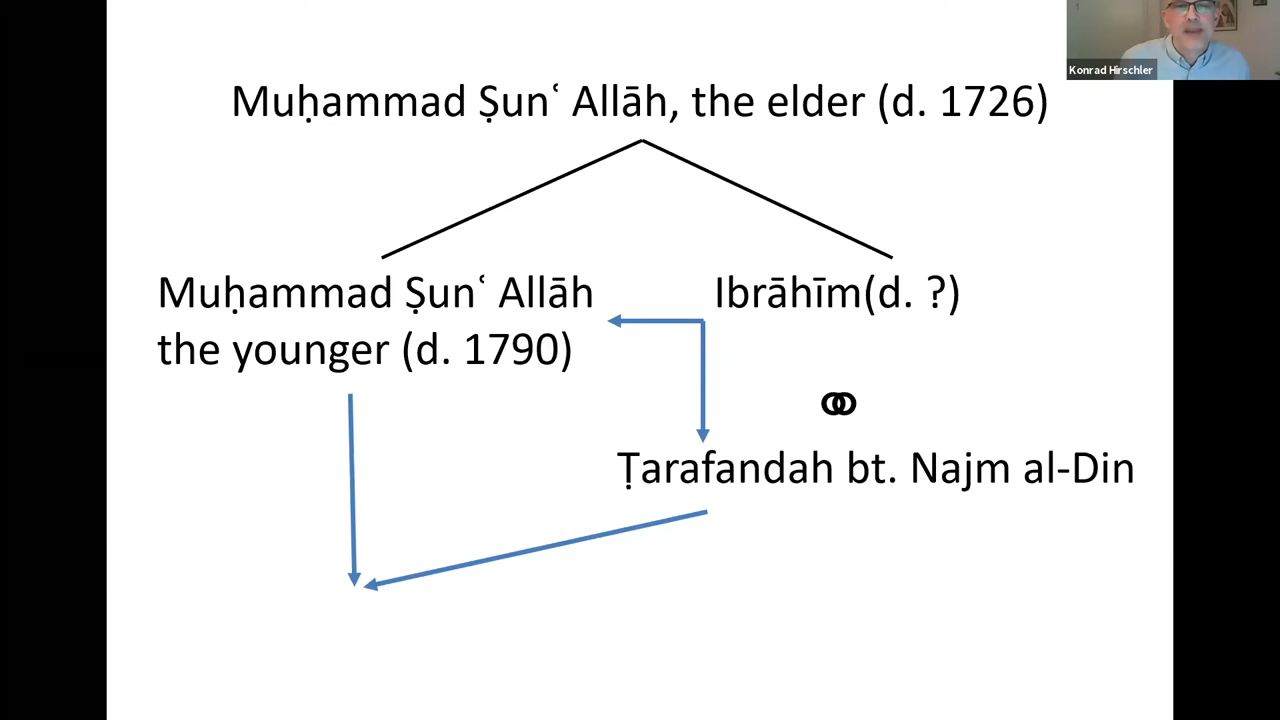 Konrad Hirschler
Muḥammad Ṣunʿ Allāh, the elder (d. 1726)
Muḥammad Ṣunʿ Allāh
the younger (d. 1790)
Ibrāhīm(d. ?)
Ṭarafandah bt. Najm al-Din